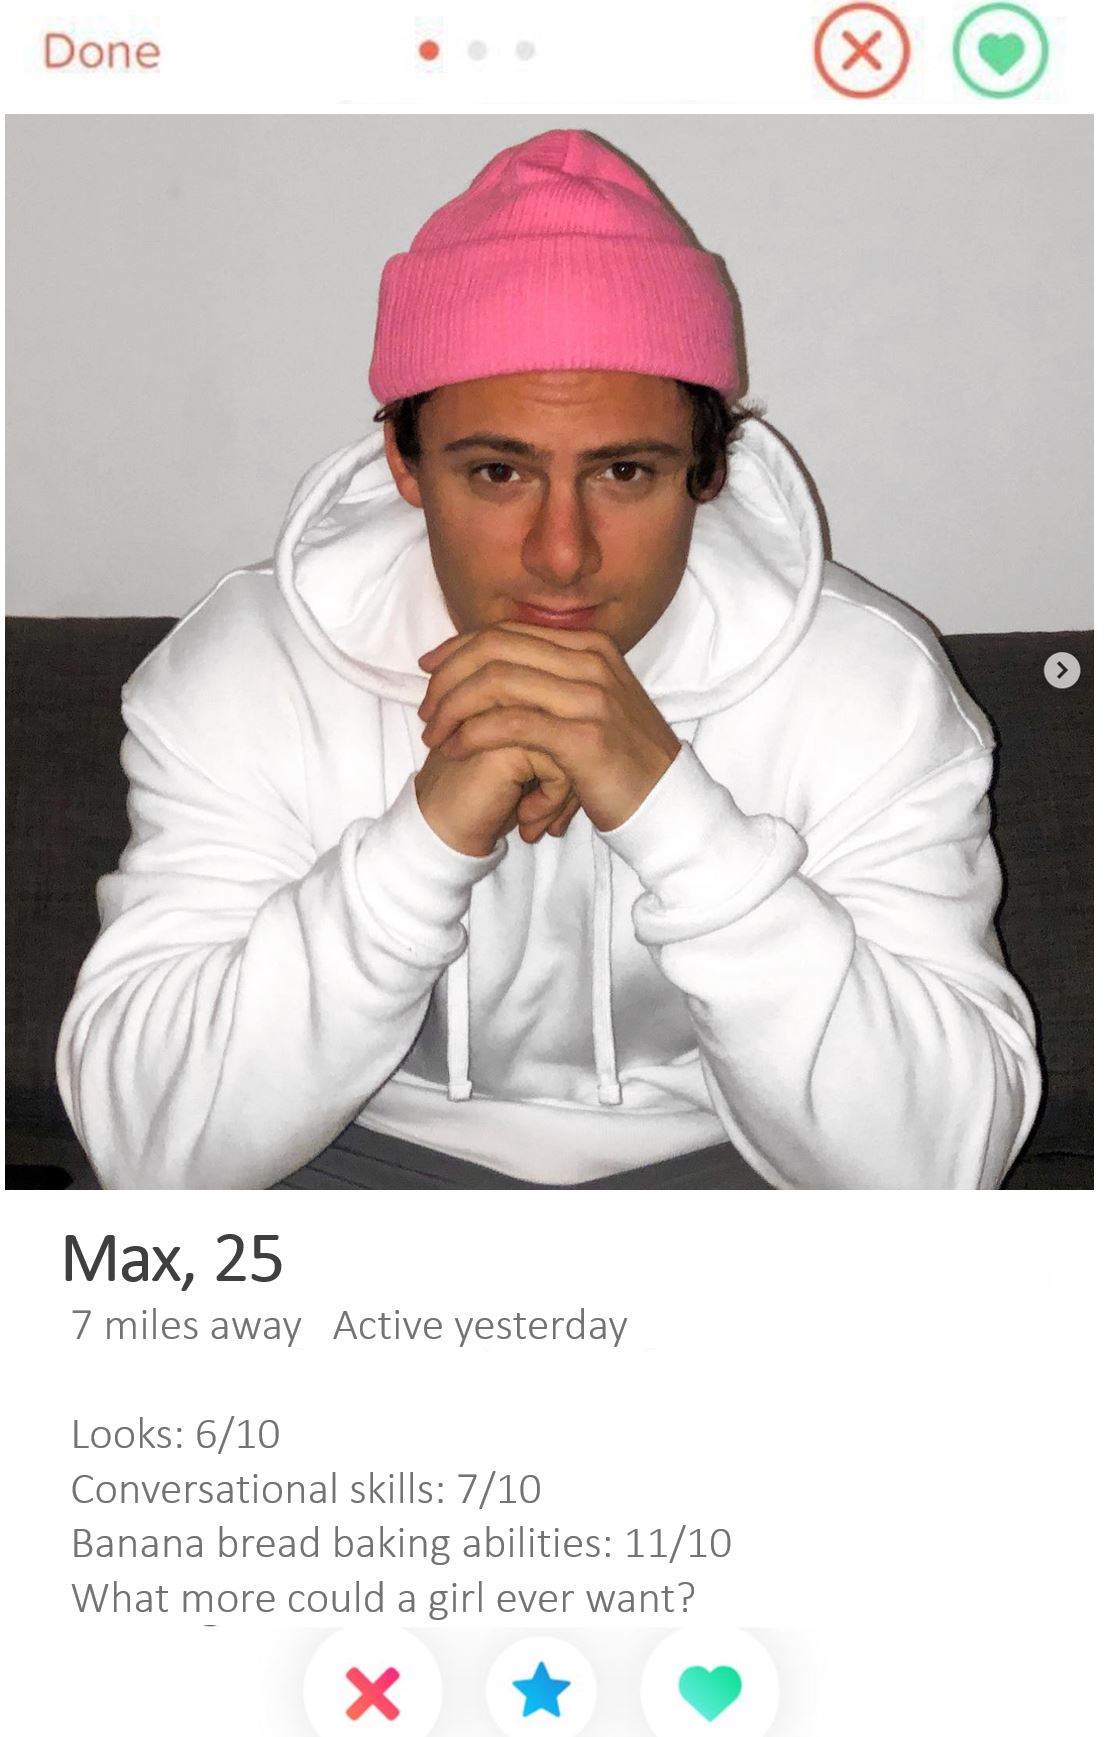 Done
Max, 25
7 miles away Active yesterday
Looks: 6/10
Conversational skills: 7/10
Banana bread baking abilities: 11/10
What more could a girl ever want?